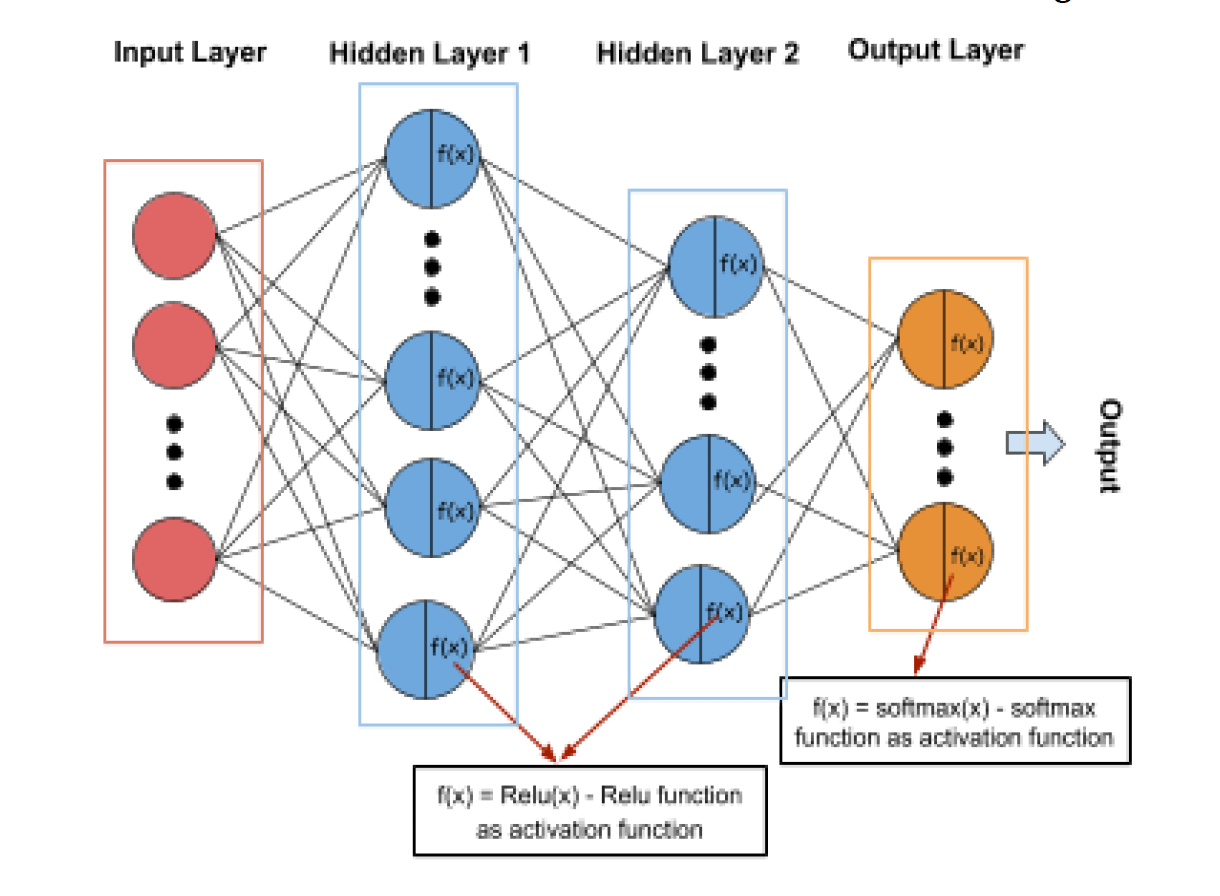 Input Layer
Hidden Layer 1
Hidden Layer 2
Output Layer
f(x)
f(x)
f(x)
f(x)
f(x)
f(x)
f(x)
f(x)
f(x)
Output
f(x) = softmax(x) - softmax
function as activation function
f(x) = Relu(x) - Relu function
as activation function